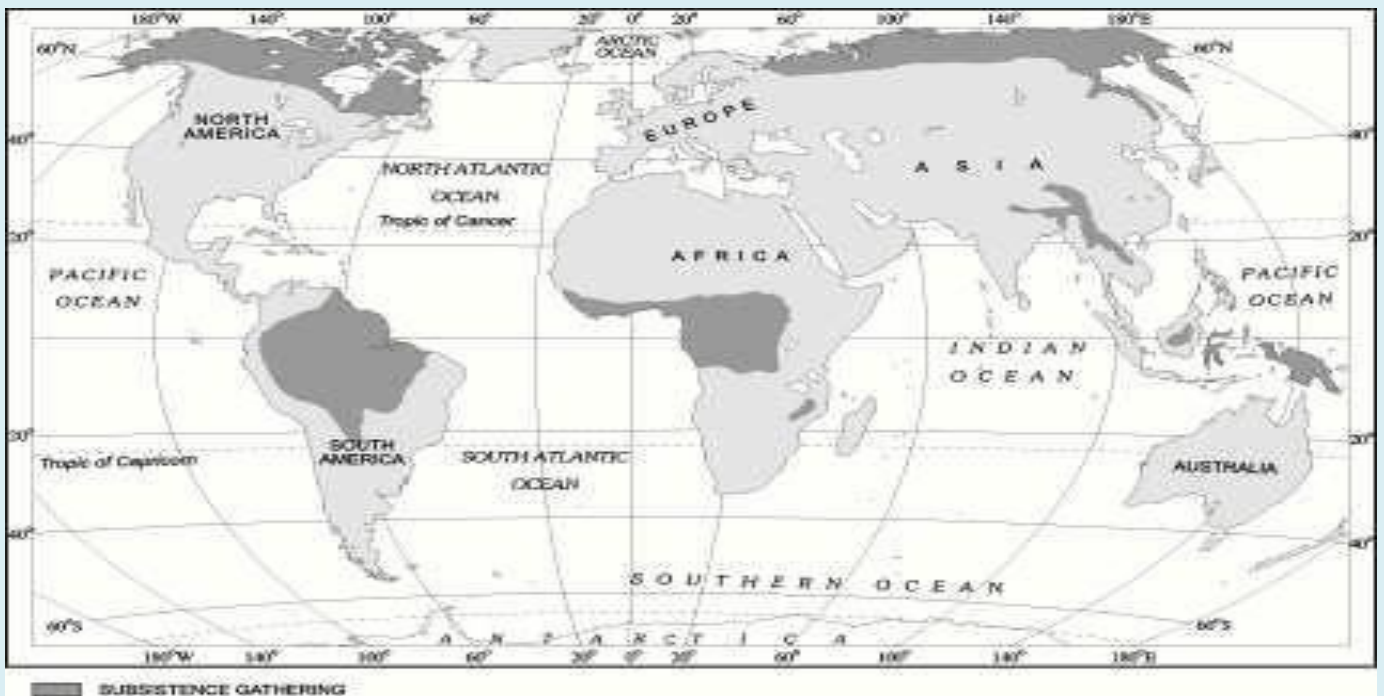 180°W 140° 100° 60° 20° 0° 20° 60° 100° 140° 180°E
ARCTIC
OCEAN
60°N 60°N
NORTH
AMERICA
EUROPE
40° 40°
ASIA
NORTH ATLANTIC
OCEAN
Tropic of Cancer
20° 20°
AFRICA
PACIFIC
OCEAN
PACIFIC
OCEAN
INDIAN
OCEAN
20° 20°
SOUTH
AMERICA
Tropic of Capricorn
SOUTH ATLANTIC
OCEAN
AUSTRALIA
40° 40°
SOUTHERN OCEAN
60°S 60°S
ANTARCTICA
180°W 140° 100° 60° 20° 0° 20° 60° 100° 140° 180°E
SUBSISTENCE GATHERING